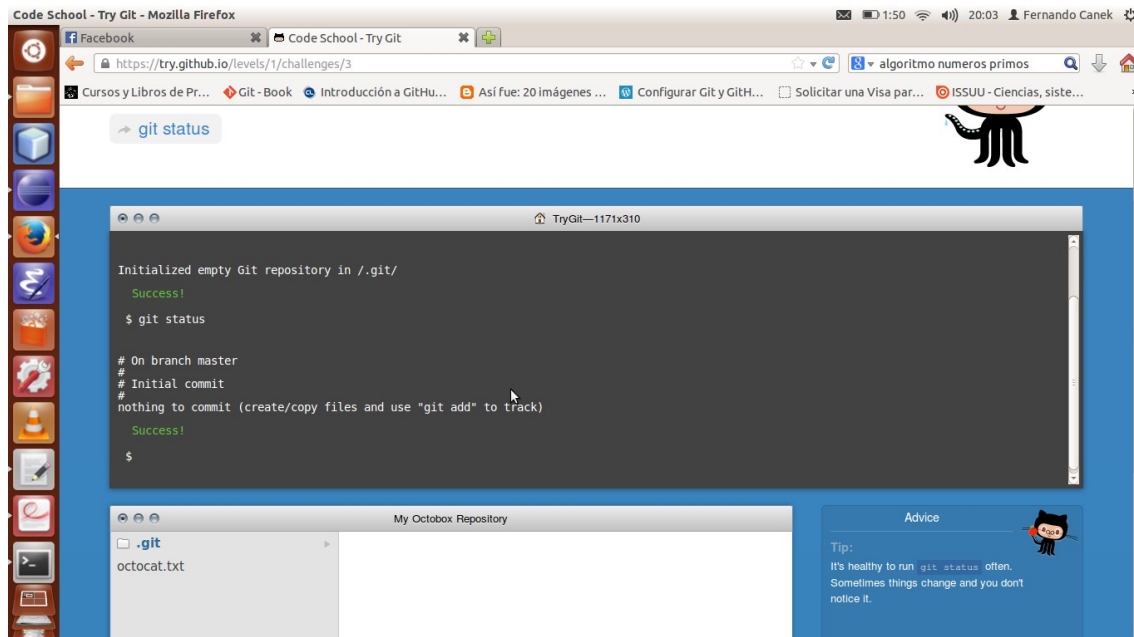 Code School - Try Git - Mozilla Firefox
1:50
20:03
Fernando Canek
Facebook
Code School - Try Git
https://try.github.io/levels/1/challenges/3
algoritmo numeros primos
Cursos y Libros de Pr...
Git - Book
Introducción a GitHu...
Así fue: 20 imágenes ...
Configurar Git y GitH...
Solicitar una Visa par...
ISSUU - Ciencias, siste...
git status
TryGit—1171x310
Initialized empty Git repository in /.git/
Success!
$ git status
# On branch master
#
# Initial commit
#
nothing to commit (create/copy files and use "git add" to track)
Success!
$
My Octobox Repository
.git
octocat.txt
Advice
Tip:
It's healthy to run git status often.
Sometimes things change and you don't
notice it.